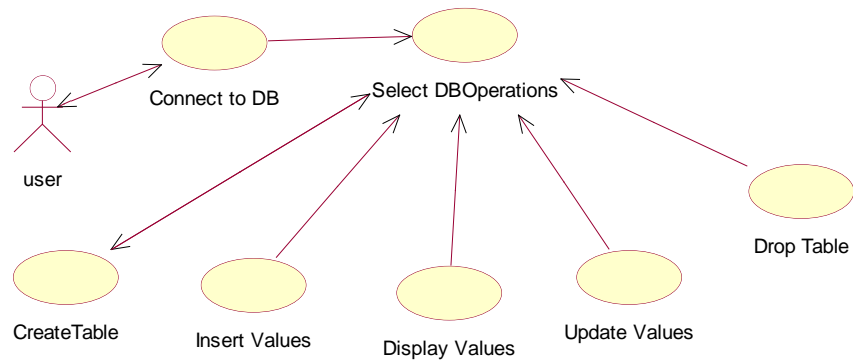 Connect to DB
Select DBOperations
user
Drop Table
CreateTable
Insert Values
Display Values
Update Values